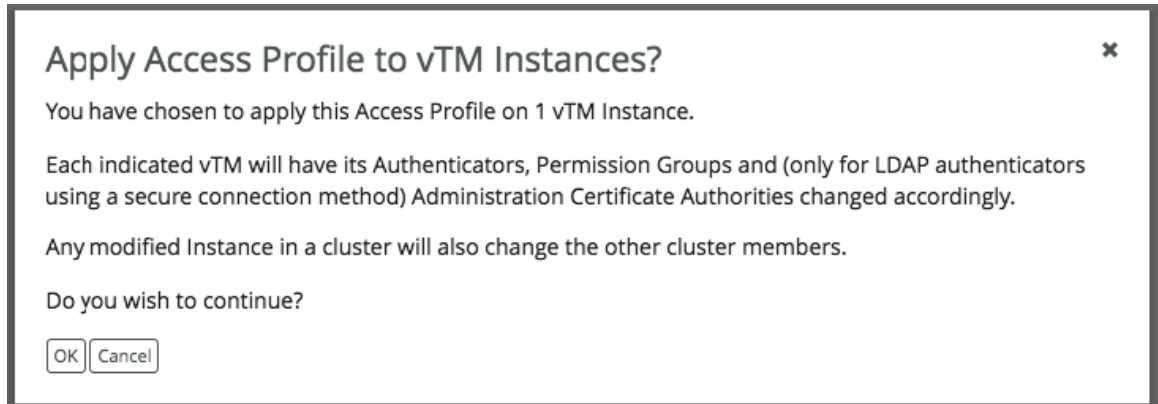 Apply Access Profile to vTM Instances?
You have chosen to apply this Access Profile on 1 vTM Instance.
Each indicated vTM will have its Authenticators, Permission Groups and (only for LDAP authenticators
using a secure connection method) Administration Certificate Authorities changed accordingly.
Any modified Instance in a cluster will also change the other cluster members.
Do you wish to continue?
OK Cancel